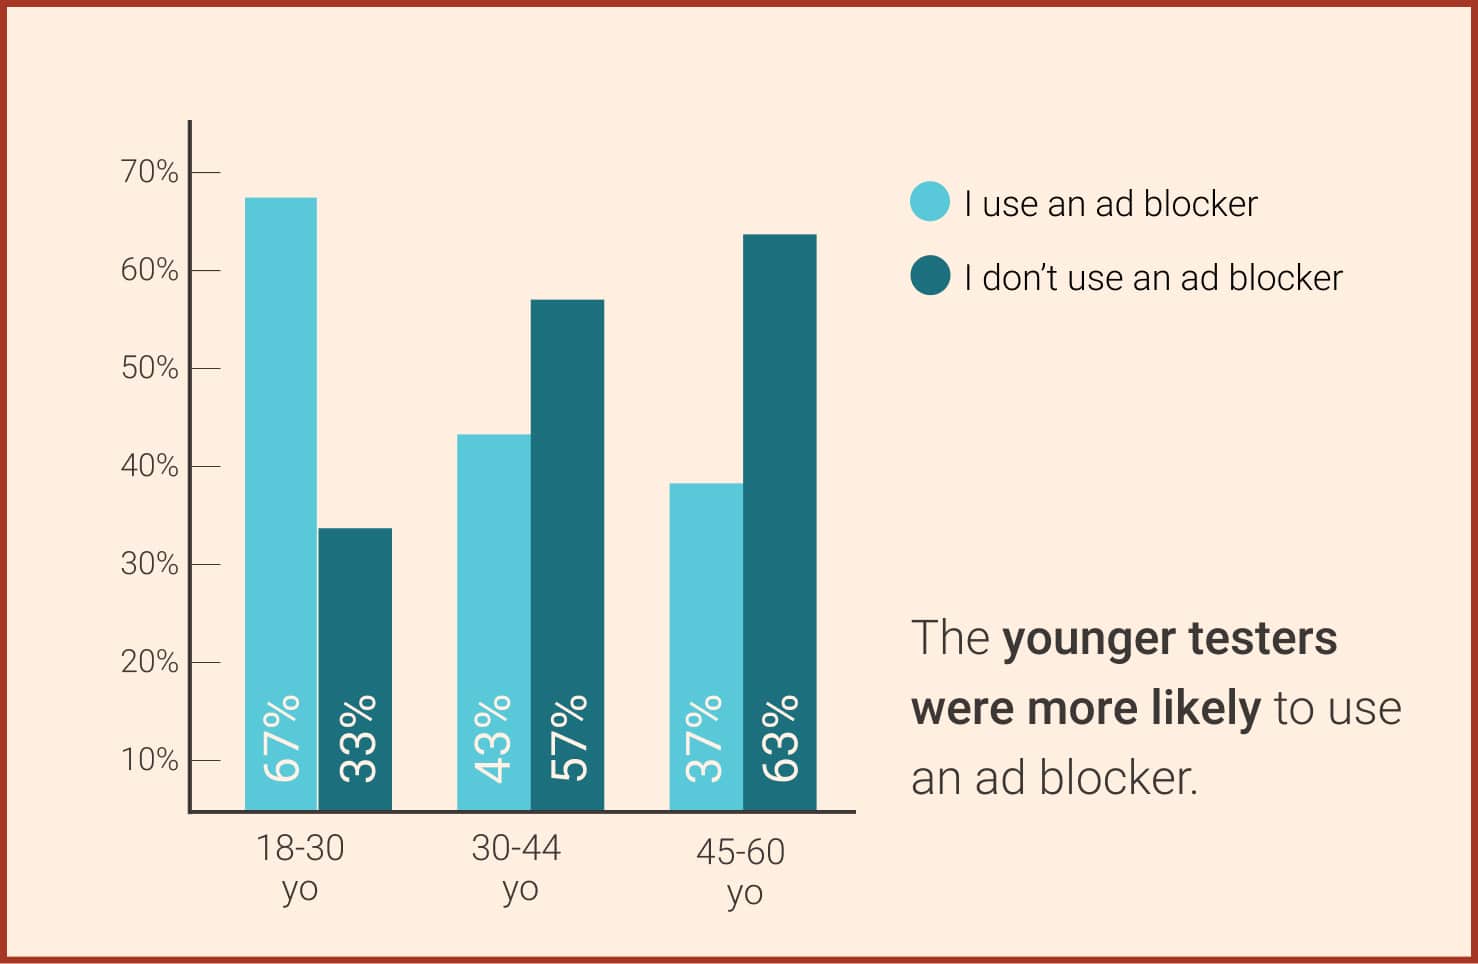 70%
60%
50%
40%
30%
20%
10%
67%
33%
43%
57%
37%
63%
18-30
yo
30-44
yo
45-60
yo
I use an ad blocker
I don’t use an ad blocker
The younger testers
were more likely to use
an ad blocker.